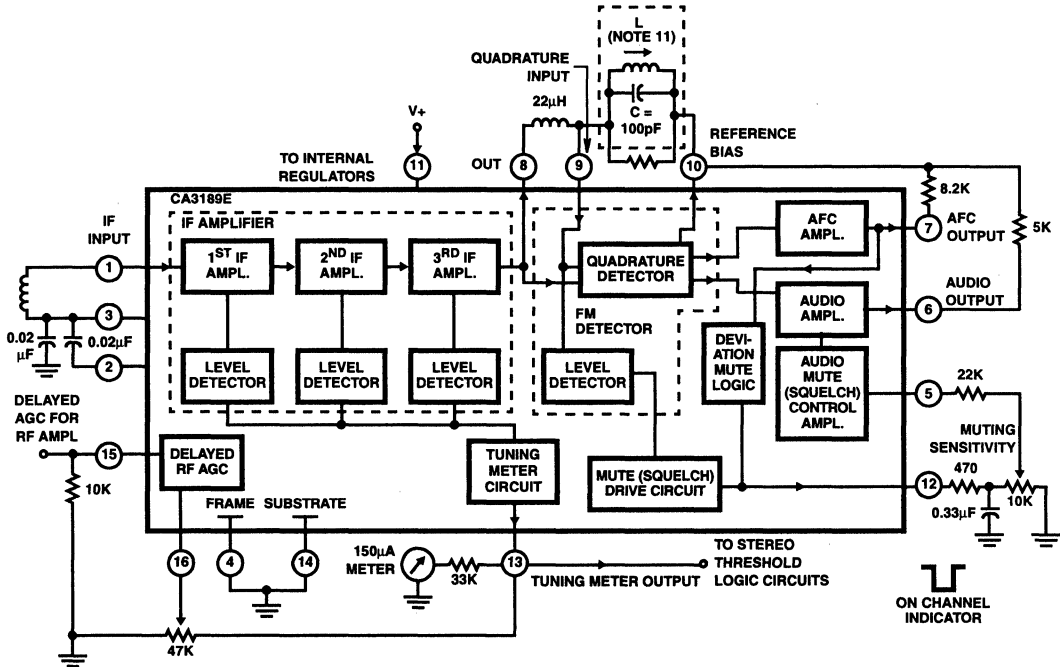 L
(NOTE 11)
C =
100pF
QUADRATURE
INPUT
22μH
V+
11
TO INTERNAL
REGULATORS
OUT
8
9
10
REFERENCE
BIAS
8.2K
5K
CA3189E
IF
INPUT
1
3
2
0.02
μF
0.02μF
IF AMPLIFIER
1ST IF
AMPL.
2ND IF
AMPL.
3RD IF
AMPL.
LEVEL
DETECTOR
LEVEL
DETECTOR
LEVEL
DETECTOR
QUADRATURE
DETECTOR
FM
DETECTOR
LEVEL
DETECTOR
AFC
AMPL.
7
AFC
OUTPUT
AUDIO
AMPL.
6
AUDIO
OUTPUT
DEVI-
ATION
MUTE
LOGIC
AUDIO
MUTE
(SQUELCH)
CONTROL
AMPL.
5
22K
MUTING
SENSITIVITY
DELAYED
AGC FOR
RF AMPL
15
10K
DELAYED
RF AGC
FRAME
SUBSTRATE
TUNING
METER
CIRCUIT
MUTE (SQUELCH)
DRIVE CIRCUIT
12
470
0.33μF
10K
16
4
14
150μA
METER
33K
13
TUNING METER OUTPUT
TO STEREO
THRESHOLD
LOGIC CIRCUITS
ON CHANNEL
INDICATOR
47K